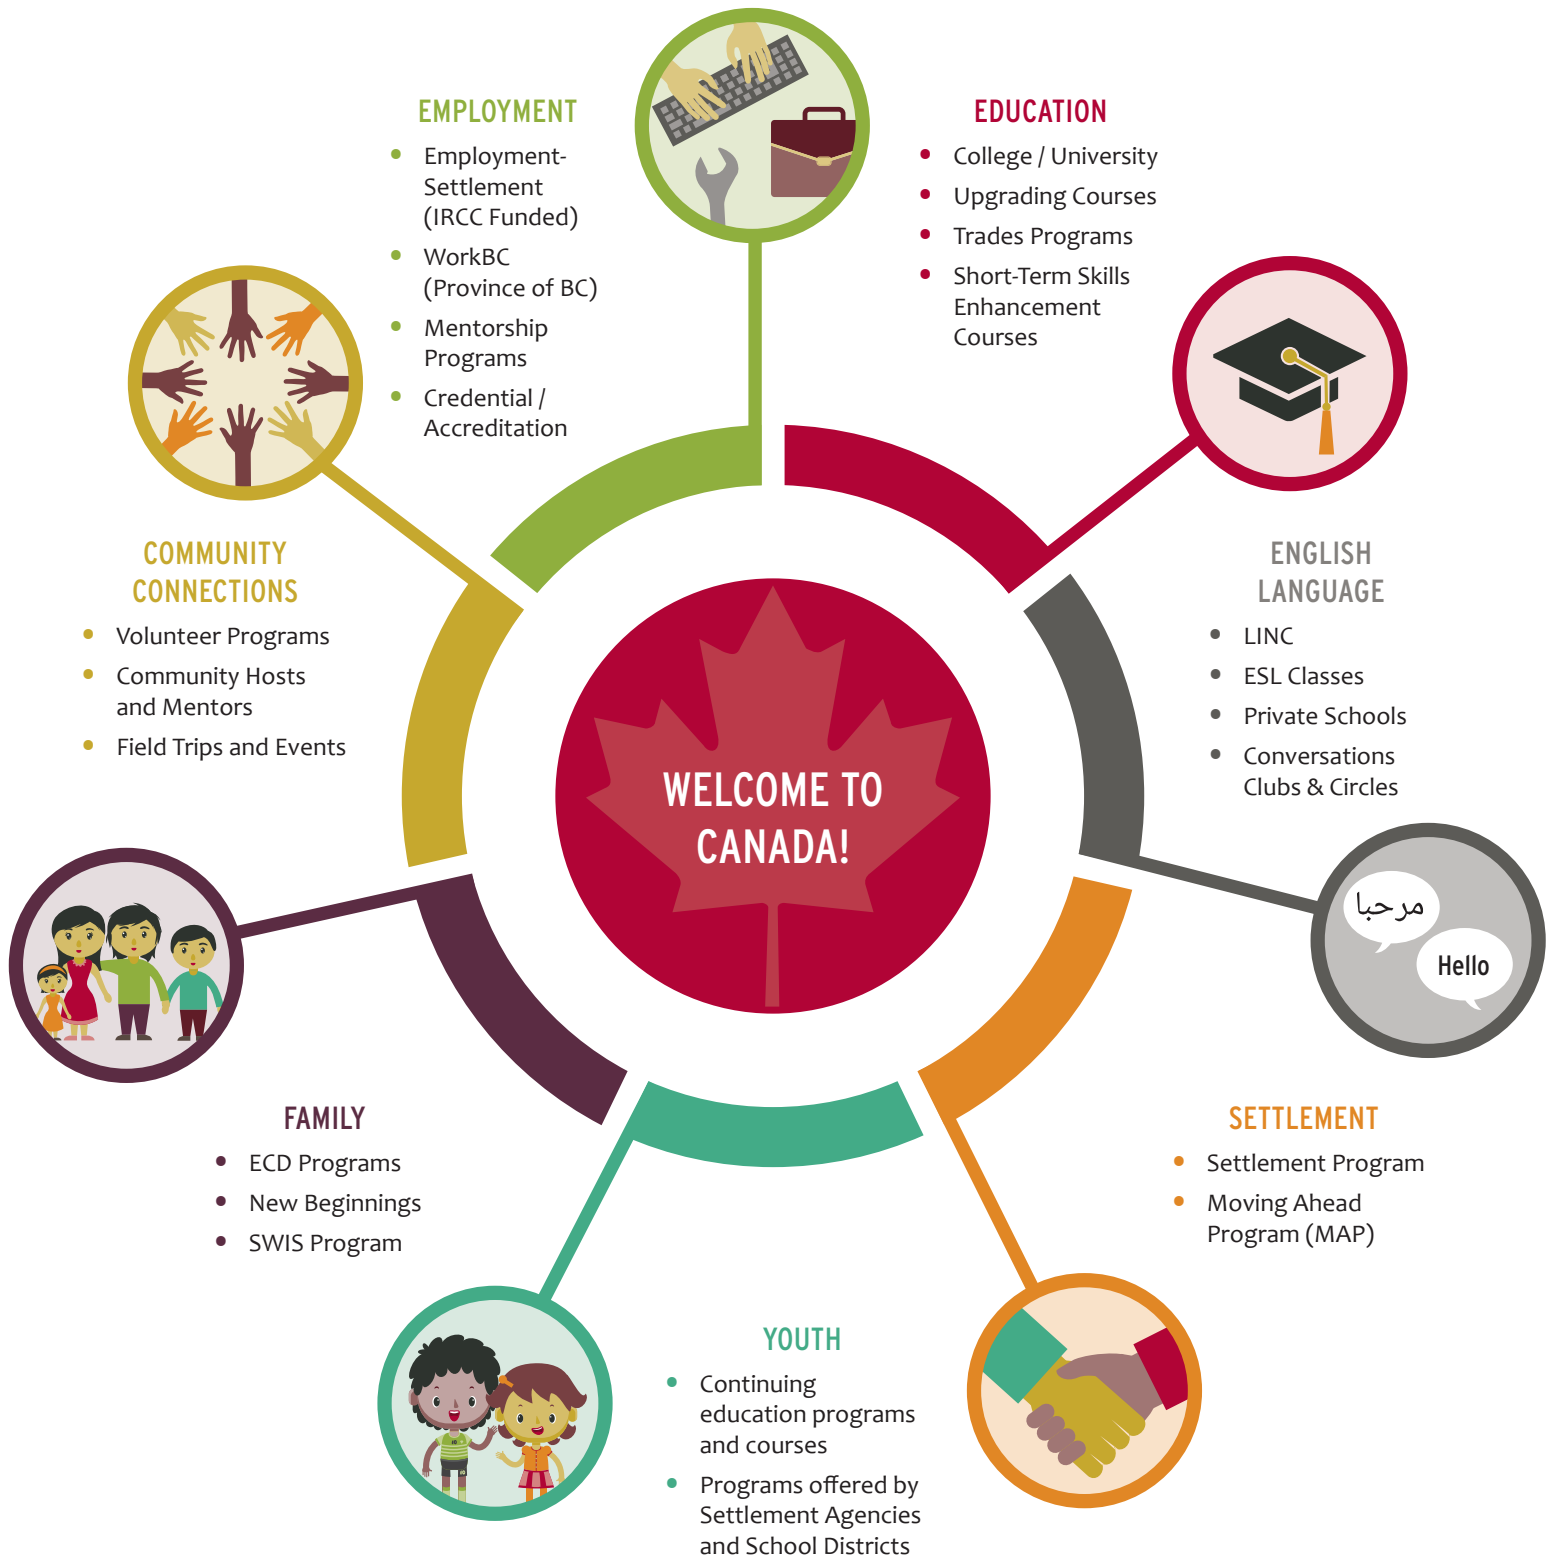 EMPLOYMENT
• Employment-
Settlement
(IRCC Funded)
• WorkBC
(Province of BC)
• Mentorship
Programs
• Credential /
Accreditation
EDUCATION
• College / University
• Upgrading Courses
• Trades Programs
• Short-Term Skills
Enhancement
Courses
COMMUNITY
CONNECTIONS
• Volunteer Programs
• Community Hosts
and Mentors
• Field Trips and Events
ENGLISH
LANGUAGE
• LINC
• ESL Classes
• Private Schools
• Conversations
Clubs & Circles
WELCOME TO
CANADA!
مرحبا
Hello
FAMILY
• ECD Programs
• New Beginnings
• SWIS Program
SETTLEMENT
• Settlement Program
• Moving Ahead
Program (MAP)
YOUTH
• Continuing
education programs
and courses
• Programs offered by
Settlement Agencies
and School Districts